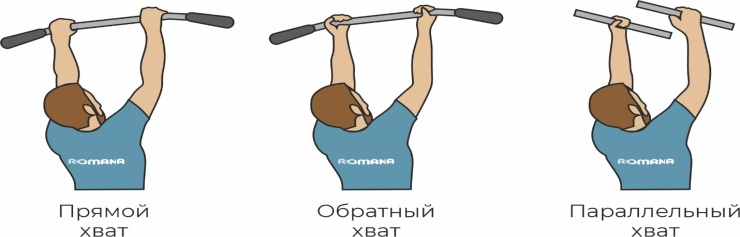 ROMANA
ROMANA
ROMANA
Прямой
хват
Обратный
хват
Параллельный
хват